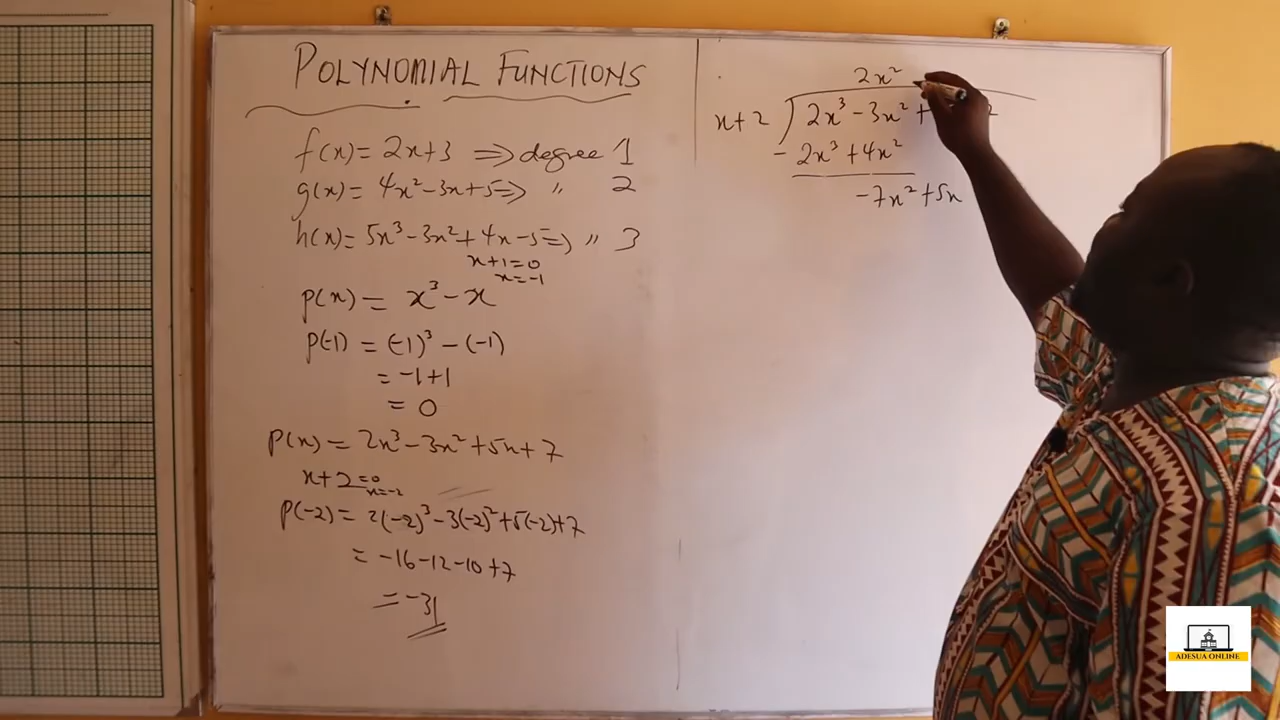 POLYNOMIAL FUNCTIONS
f(x) = 2x+3 ⇒ degree 1
g(x) = 4x² - 3x + 5 ⇒ " 2
h(x) = 5x³ - 3x² + 4x - 5 ⇒ " 3
x+1=0
x=-1
p(x) = x³ - x
p(-1) = (-1)³ - (-1)
= -1+1
= 0
p(x) = 2x³ - 3x² + 5x + 7
x+2=0
x=-2
p(-2) = 2(-2)³ - 3(-2)² + 5(-2) + 7
= -16 - 12 - 10 + 7
= -31
2x²
x+2 ) 2x³ - 3x² +
- 2x³ + 4x²
-7x² + 5x
ADESUA ONLINE